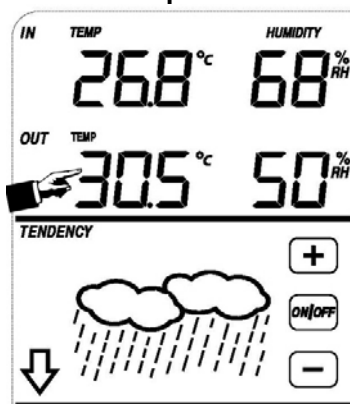 IN TEMP HUMIDITY
26.8 °C 68 % RH
OUT TEMP
30.5 °C 50 % RH
TENDENCY
+
ON/OFF
−